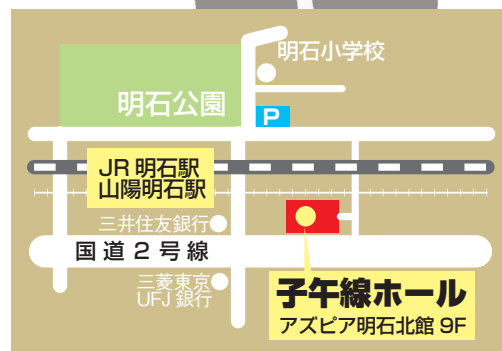 明石小学校
明石公園
P
JR 明石駅
山陽明石駅
三井住友銀行
国道２号線
三菱東京
UFJ 銀行
子午線ホール
アズピア明石北館 9F